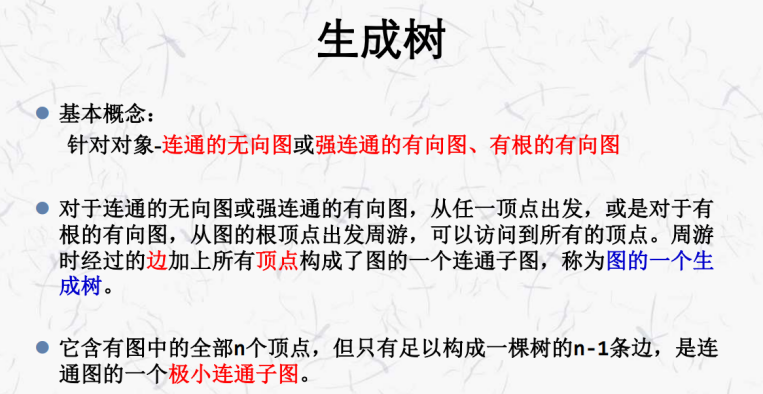 生成树
基本概念：
针对对象-连通的无向图或强连通的有向图、有根的有向图
对于连通的无向图或强连通的有向图，从任一顶点出发，或是对于有
根的有向图，从图的根顶点出发周游，可以访问到所有的顶点。周游
时经过的边加上所有顶点构成了图的一个连通子图，称为图的一个生
成树。
它含有图中的全部n个顶点，但只有足以构成一棵树的n-1条边，是连
通图的一个极小连通子图。